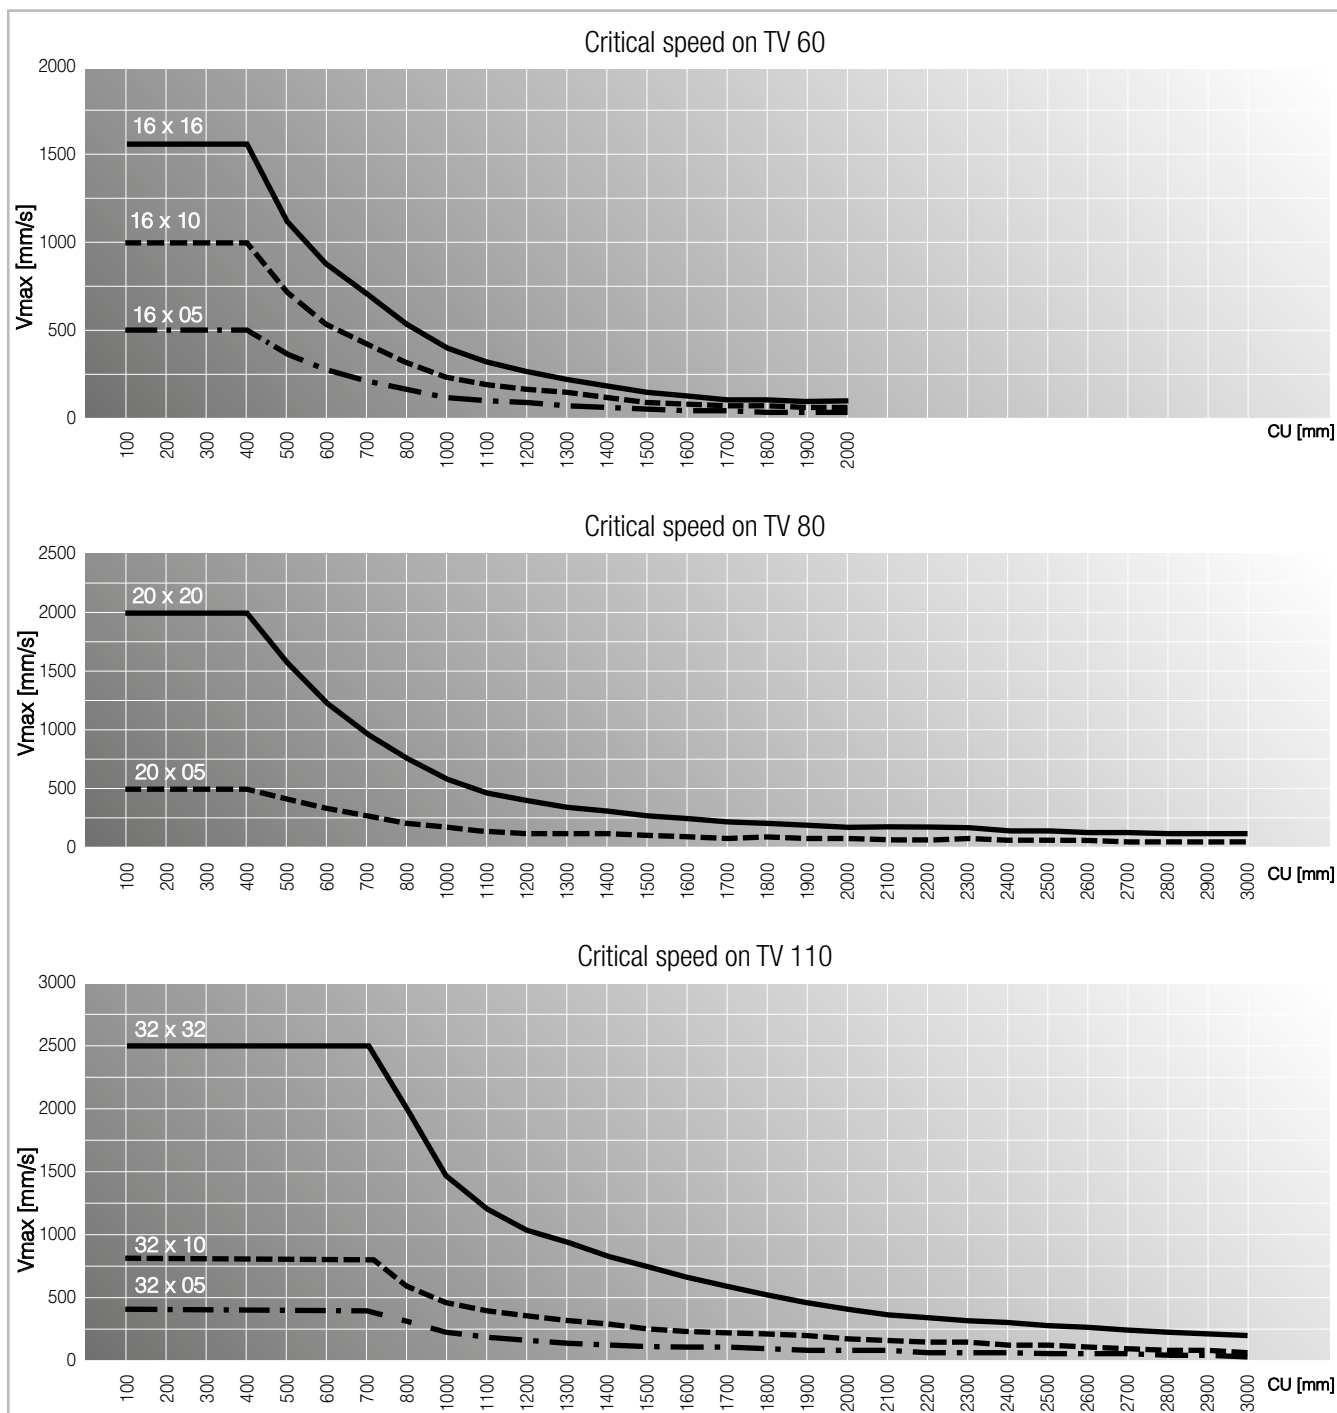 Critical speed on TV 60
2000
1500
1000
500
0
Vmax [mm/s]
16 x 16
16 x 10
16 x 05
100 200 300 400 500 600 700 800 1000 1100 1200 1300 1400 1500 1600 1700 1800 1900 2000
CU [mm]
Critical speed on TV 80
2500
2000
1500
1000
500
0
Vmax [mm/s]
20 x 20
20 x 05
100 200 300 400 500 600 700 800 1000 1100 1200 1300 1400 1500 1600 1700 1800 1900 2000 2100 2200 2300 2400 2500 2600 2700 2800 2900 3000
CU [mm]
Critical speed on TV 110
3000
2500
2000
1500
1000
500
0
Vmax [mm/s]
32 x 32
32 x 10
32 x 05
100 200 300 400 500 600 700 800 1000 1100 1200 1300 1400 1500 1600 1700 1800 1900 2000 2100 2200 2300 2400 2500 2600 2700 2800 2900 3000
CU [mm]